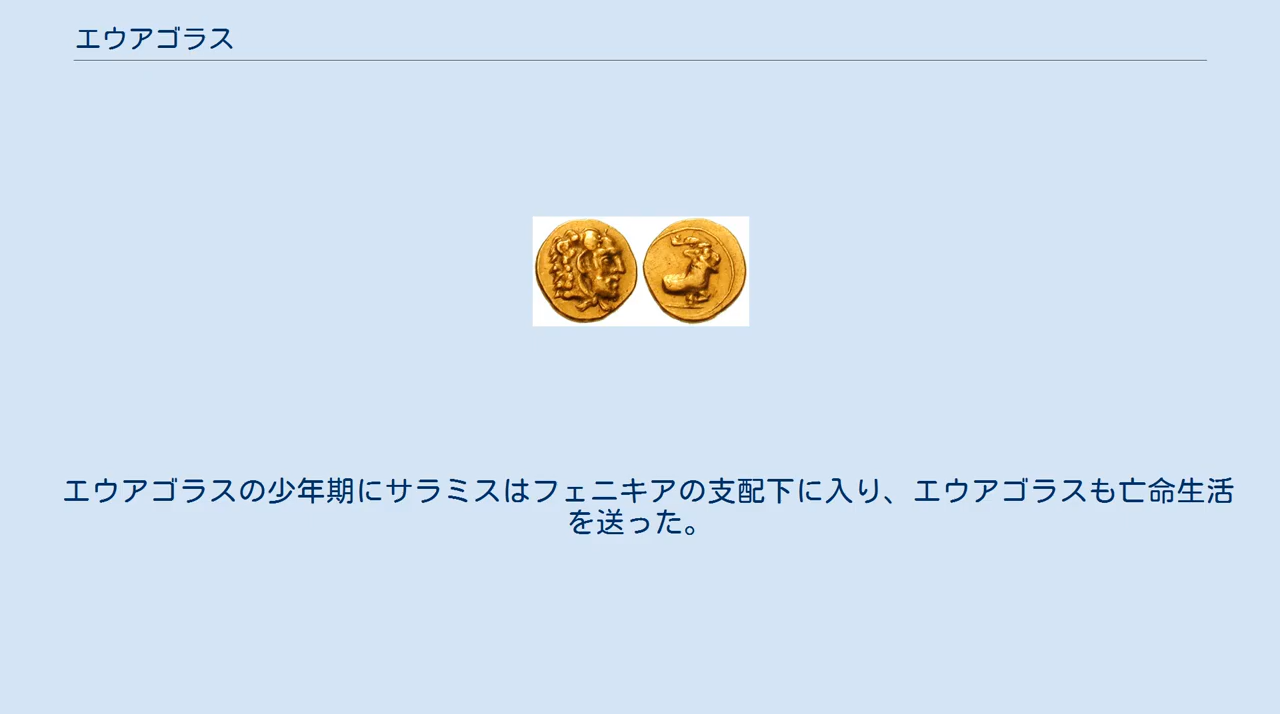 エウアゴラス
エウアゴラスの少年期にサラミスはフェニキアの支配下に入り、エウアゴラスも亡命生活
を送った。